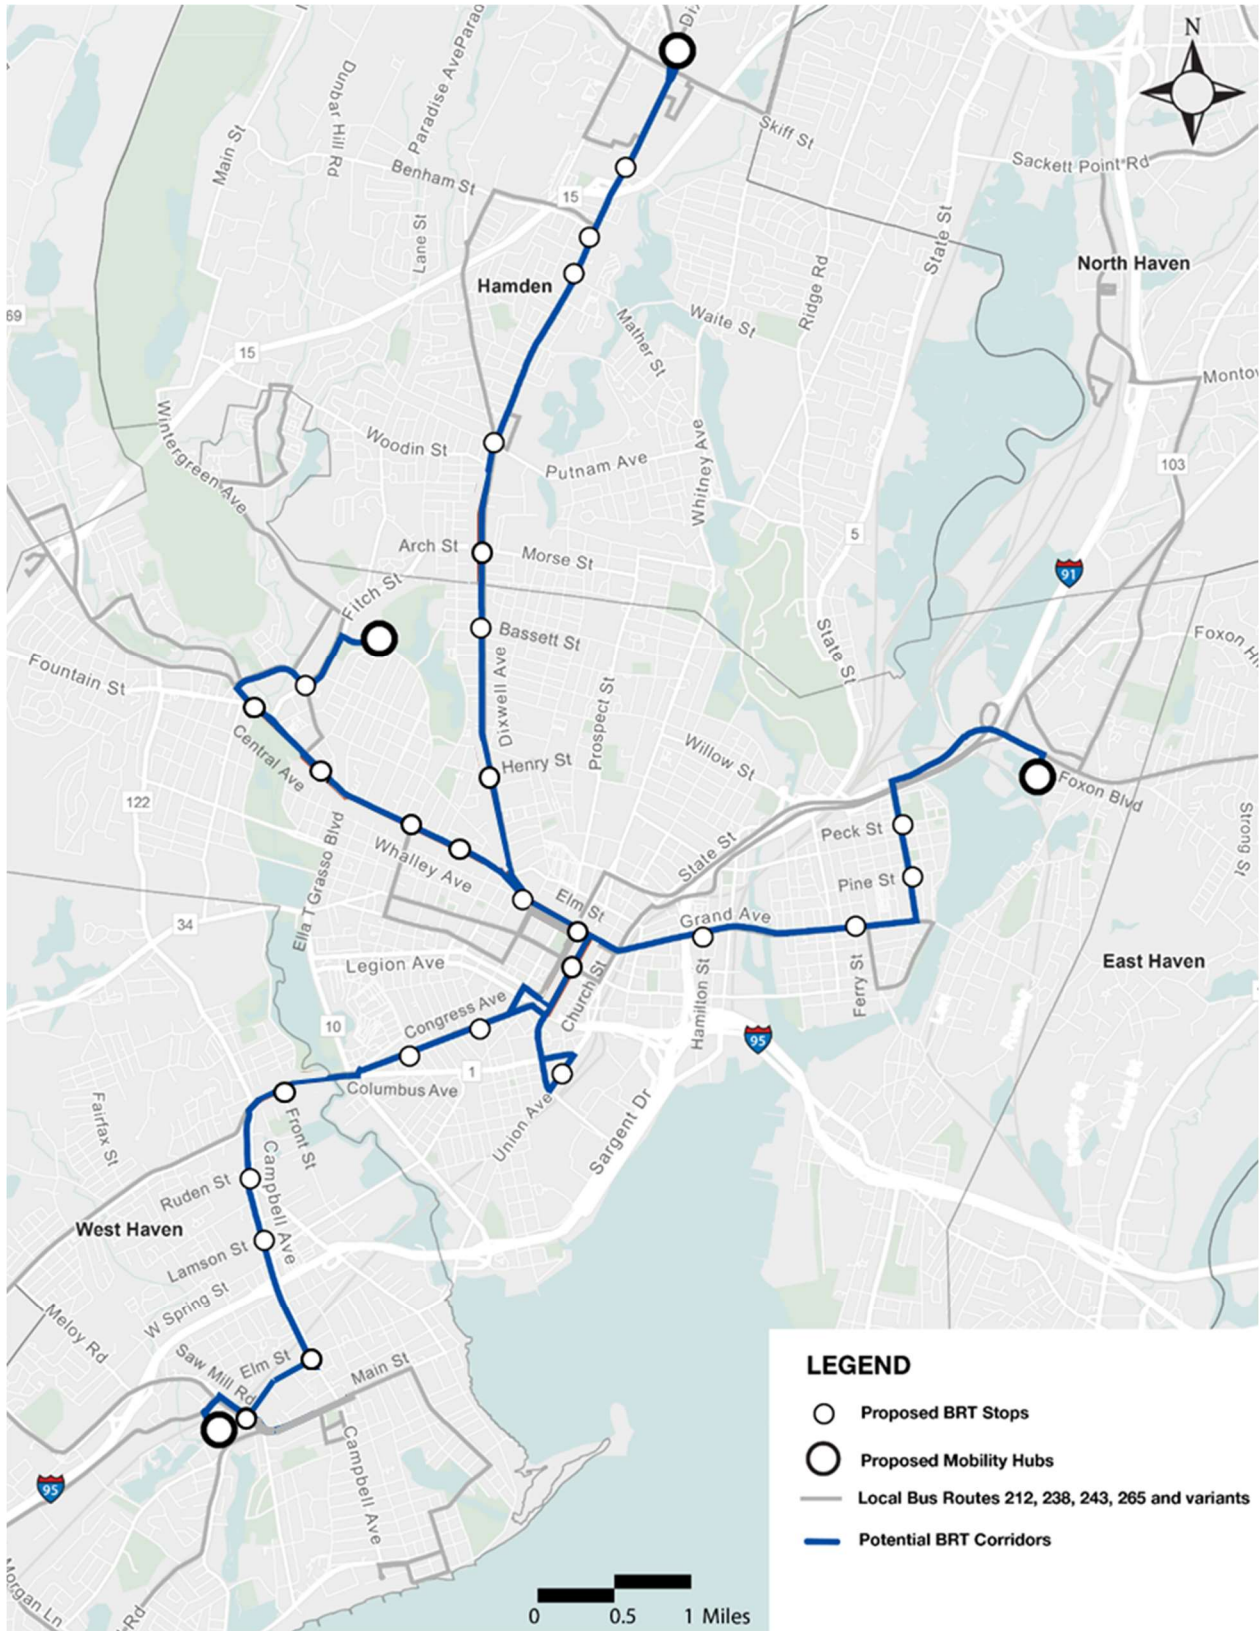 N
Dix
Skiff St
Sackett Point Rd
Main St
Dunbar Hill Rd
Paradise Ave
Parad
Benham St
15
Lane St
State St
North Haven
Hamden
Ridge Rd
Waite St
Mather St
69
15
Montow
Wintergreen Ave
Woodin St
Putnam Ave
Whitney Ave
103
Arch St
Morse St
5
91
Fitch St
Bassett St
State St
Foxon Hi
Fountain St
Dixwell Ave
Prospect St
Central Ave
Henry St
Willow St
Foxon Blvd
122
Ella T Grasso Blvd
Whalley Ave
State St
Peck St
Strong St
Pine St
Elm St
Grand Ave
34
Legion Ave
Church St
Hamilton St
Ferry St
East Haven
Congress Ave
10
95
1
Columbus Ave
Fairfax St
Front St
Union Ave
Sargent Dr
Ruden St
Campbell Ave
West Haven
Lamson St
W Spring St
Meloy Rd
Saw Mill Rd
Elm St
Main St
Campbell Ave
95
Morgan Ln
Rd
0 0.5 1 Miles
LEGEND
Proposed BRT Stops
Proposed Mobility Hubs
Local Bus Routes 212, 238, 243, 265 and variants
Potential BRT Corridors